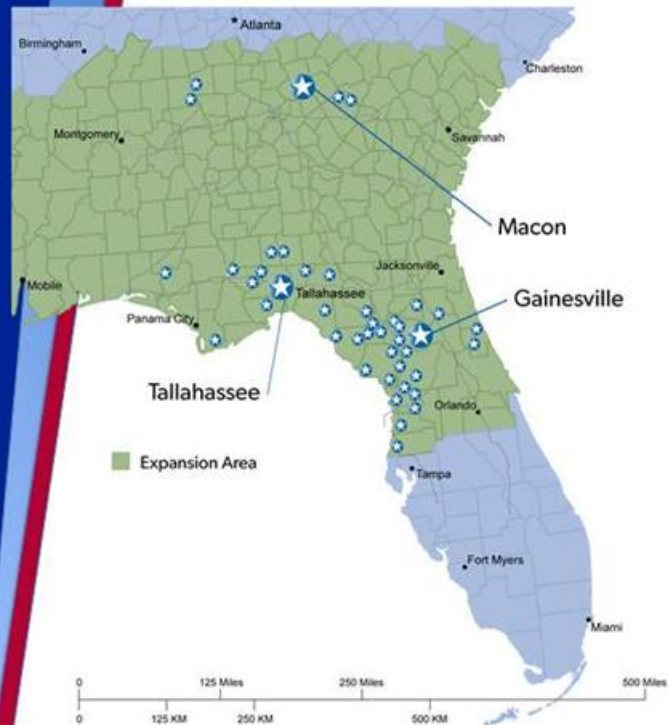 Atlanta
Birmingham
Charleston
Montgomery
Savannah
Macon
Jacksonville
Mobile
Tallahassee
Gainesville
Panama City
Tallahassee
Orlando
Expansion Area
Tampa
Fort Myers
Miami
0 125 Miles 250 Miles 500 Miles
0 125 KM 250 KM 500 KM